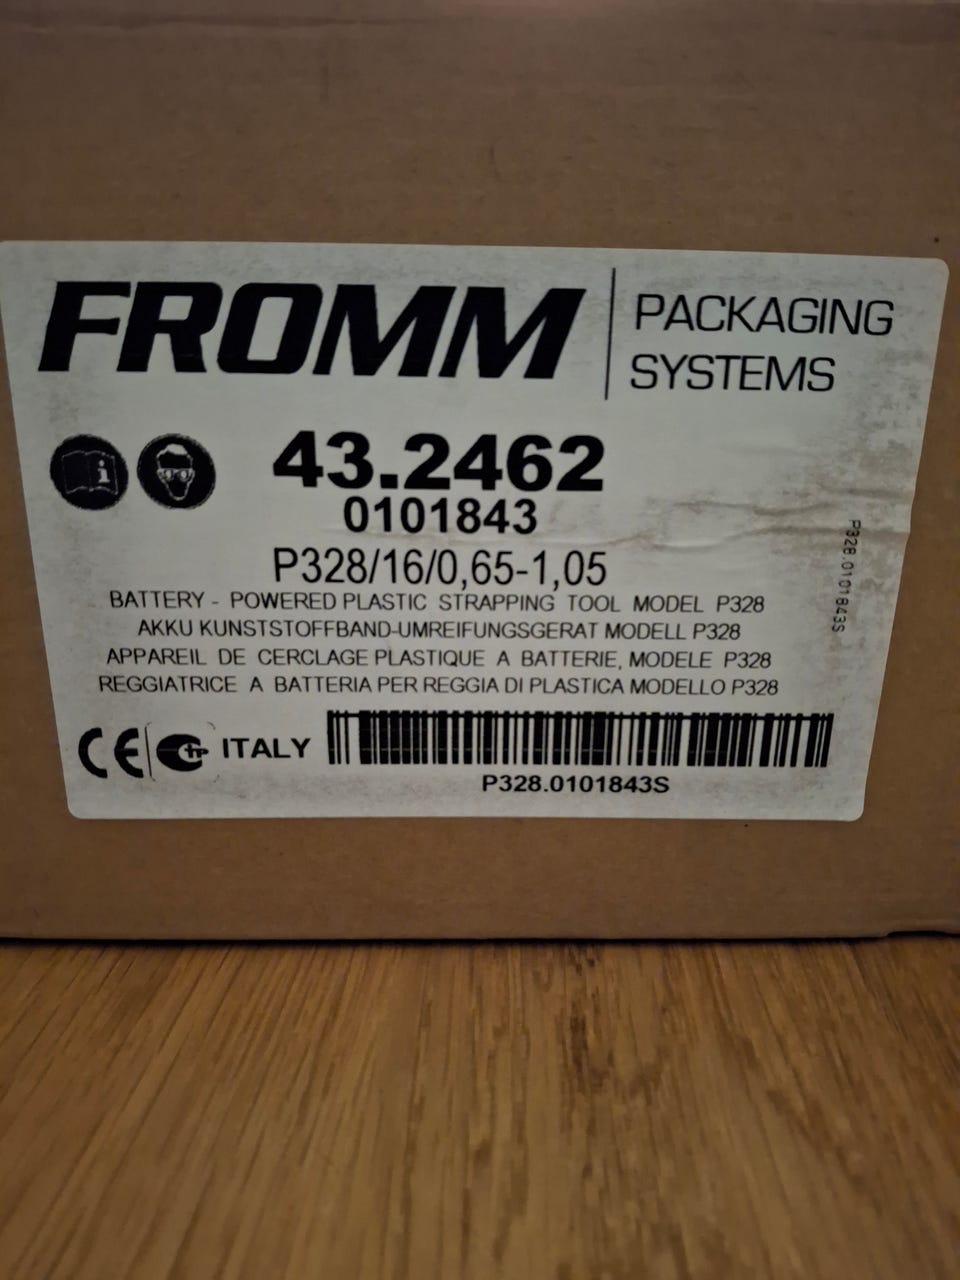 FROMM
PACKAGING
SYSTEMS
43.2462
0101843
P328/16/0,65-1,05
BATTERY - POWERED PLASTIC STRAPPING TOOL MODEL P328
AKKU KUNSTSTOFFBAND-UMREIFUNGSGERAT MODELL P328
APPAREIL DE CERCLAGE PLASTIQUE A BATTERIE, MODELE P328
REGGIATRICE A BATTERIA PER REGGIA DI PLASTICA MODELLO P328
CE ITALY
P328.0101843S
P328.0101843S